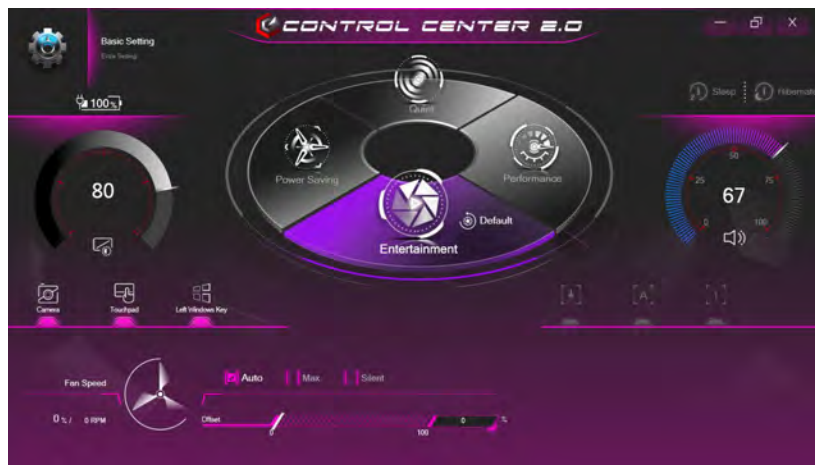 CONTROL CENTER 2.0
Basic Setting
100%
Sleep
Hibernate
Quiet
Power Saving
Performance
Default
Entertainment
80
0
25
50
75
100
67
Camera
Touchpad
Left Windows Key
A
1
Fan Speed
0 % / 0 RPM
Auto
Max.
Silent
Offset
0
100
0 %